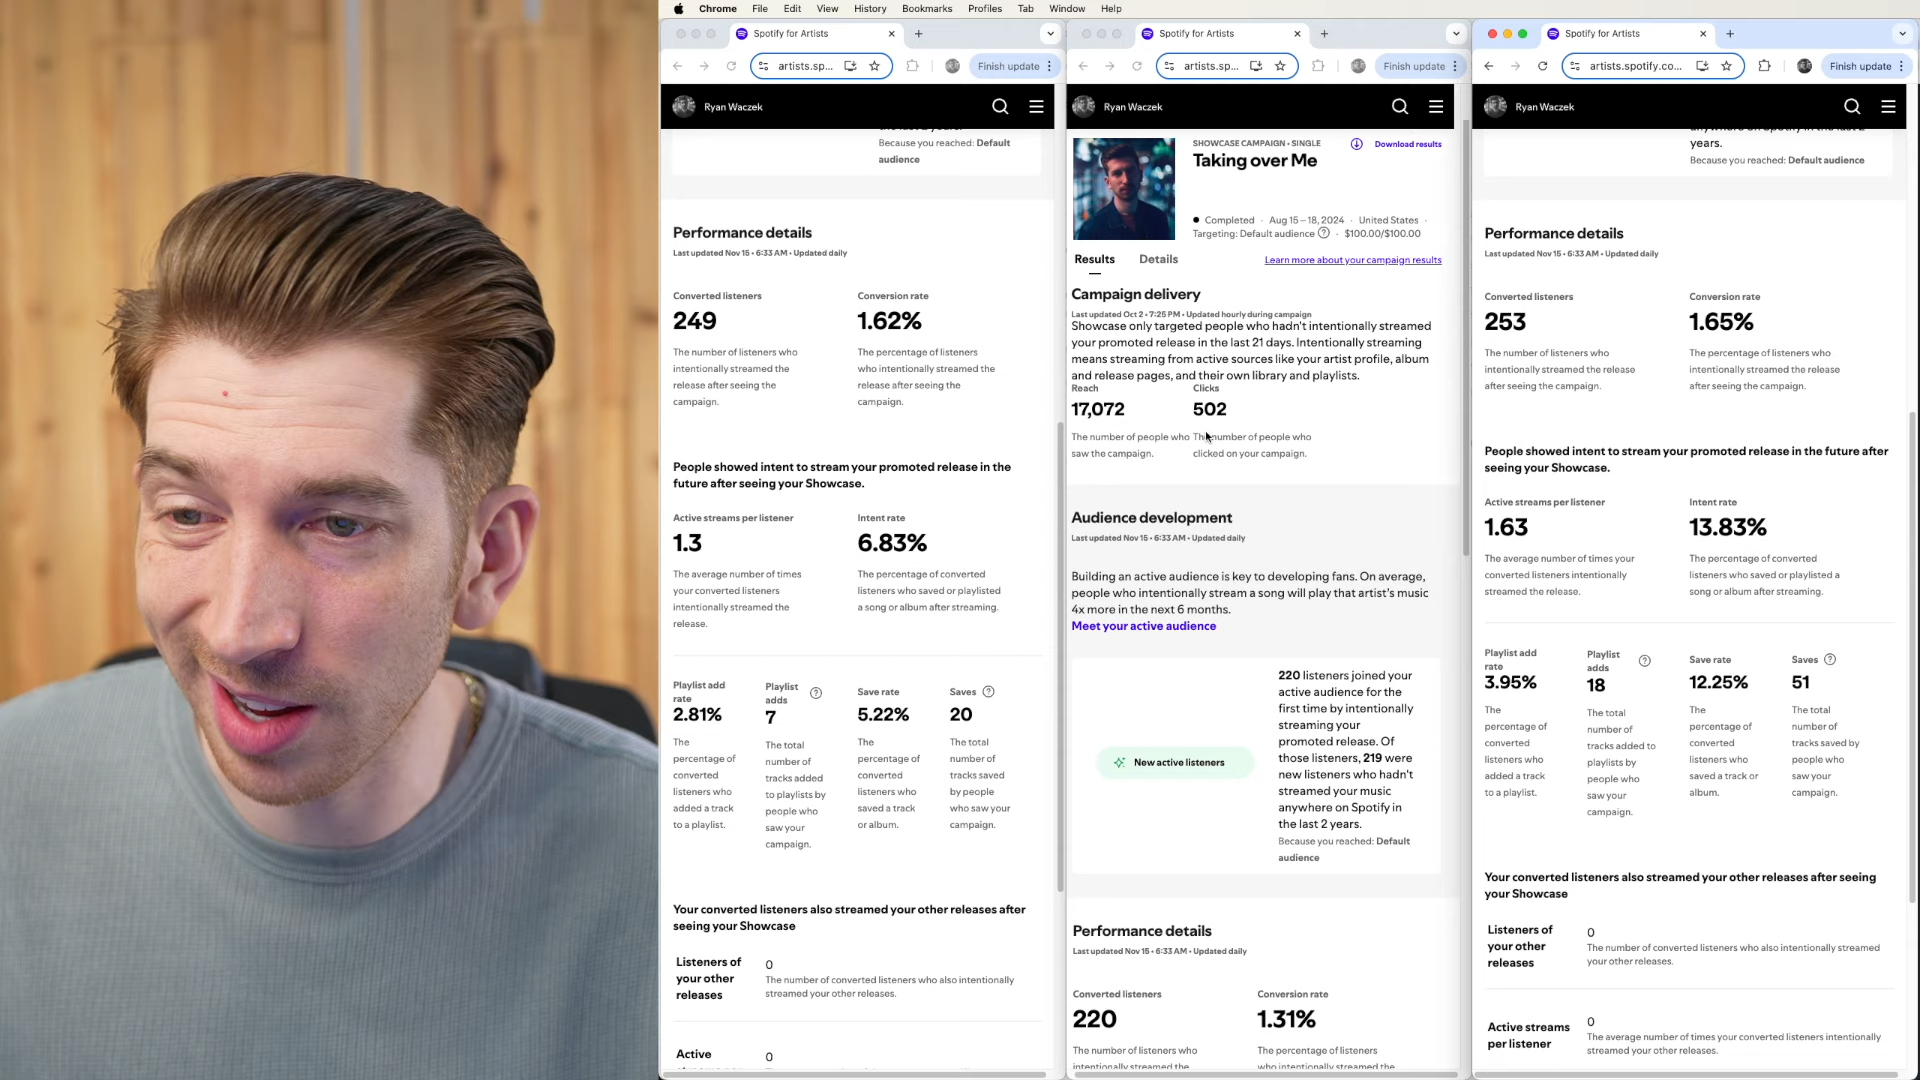 Chrome File Edit View History Bookmarks Profiles Tab Window Help
Spotify for Artists
artists.sp...
Finish update
Ryan Waczek
Because you reached: Default
audience
Performance details
Last updated Nov 15 • 6:33 AM • Updated daily
Converted listeners
249
The number of listeners who
intentionally streamed the
release after seeing the
campaign.
Conversion rate
1.62%
The percentage of listeners
who intentionally streamed the
release after seeing the
campaign.
People showed intent to stream your promoted release in the
future after seeing your Showcase.
Active streams per listener
1.3
The average number of times
your converted listeners
intentionally streamed the
release.
Intent rate
6.83%
The percentage of converted
listeners who saved or playlisted
a song or album after streaming.
Playlist add
rate
2.81%
The
percentage of
converted
listeners who
added a track
to a playlist.
Playlist
adds
7
The total
number of
tracks added
to playlists by
people who
saw your
campaign.
Save rate
5.22%
The
percentage of
converted
listeners who
saved a track
or album.
Saves
20
The total
number of
tracks saved
by people
who saw your
campaign.
Your converted listeners also streamed your other releases after
seeing your Showcase
Listeners of
your other
releases
0
The number of converted listeners who also intentionally
streamed your other releases.
Active
0
Spotify for Artists
artists.sp...
Finish update
Ryan Waczek
SHOWCASE CAMPAIGN • SINGLE
Download results
Taking over Me
Completed · Aug 15 – 18, 2024 · United States ·
Targeting: Default audience ? · $100.00/$100.00
Results
Details
Learn more about your campaign results
Campaign delivery
Last updated Oct 2 • 7:25 PM • Updated hourly during campaign
Showcase only targeted people who hadn't intentionally streamed
your promoted release in the last 21 days. Intentionally streaming
means streaming from active sources like your artist profile, album
and release pages, and their own library and playlists.
Reach
17,072
The number of people who
saw the campaign.
Clicks
502
number of people who
clicked on your campaign.
Audience development
Last updated Nov 15 • 6:33 AM • Updated daily
Building an active audience is key to developing fans. On average,
people who intentionally stream a song will play that artist's music
4x more in the next 6 months.
Meet your active audience
New active listeners
220 listeners joined your
active audience for the
first time by intentionally
streaming your
promoted release. Of
those listeners, 219 were
new listeners who hadn't
streamed your music
anywhere on Spotify in
the last 2 years.
Because you reached: Default
audience
Performance details
Last updated Nov 15 • 6:33 AM • Updated daily
Converted listeners
220
The number of listeners who
intentionally streamed the
Conversion rate
1.31%
The percentage of listeners
who intentionally streamed the
Spotify for Artists
artists.spotify.co...
Finish update
Ryan Waczek
years.
Because you reached: Default audience
Performance details
Last updated Nov 15 • 6:33 AM • Updated daily
Converted listeners
253
The number of listeners who
intentionally streamed the release
after seeing the campaign.
Conversion rate
1.65%
The percentage of listeners who
intentionally streamed the release
after seeing the campaign.
People showed intent to stream your promoted release in the future after
seeing your Showcase.
Active streams per listener
1.63
The average number of times your
converted listeners intentionally
streamed the release.
Intent rate
13.83%
The percentage of converted
listeners who saved or playlisted a
song or album after streaming.
Playlist add
rate
3.95%
The
percentage of
converted
listeners who
added a track
to a playlist.
Playlist
adds
18
The total
number of
tracks added to
playlists by
people who
saw your
campaign.
Save rate
12.25%
The
percentage of
converted
listeners who
saved a track or
album.
Saves
51
The total
number of
tracks saved by
people who
saw your
campaign.
Your converted listeners also streamed your other releases after seeing
your Showcase
Listeners of
your other
releases
0
The number of converted listeners who also intentionally streamed
your other releases.
Active streams
per listener
0
The average number of times your converted listeners intentionally
streamed your other releases.